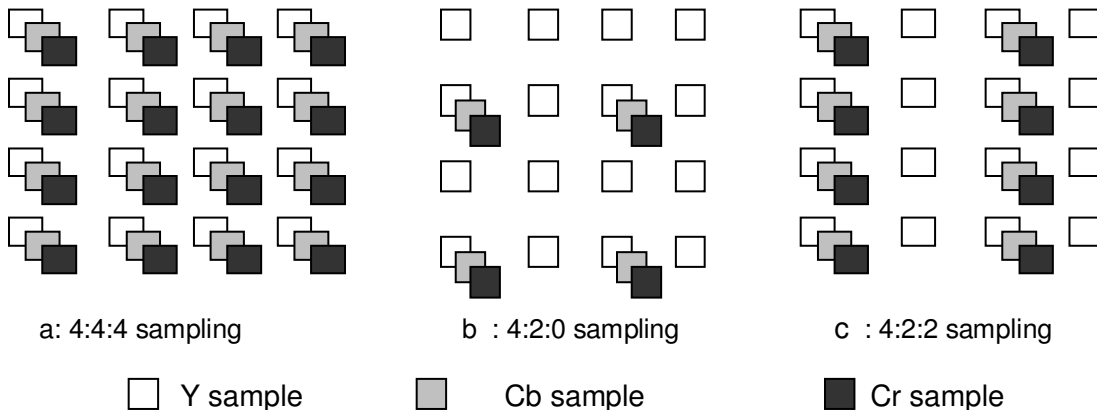 a: 4:4:4 sampling
b : 4:2:0 sampling
c : 4:2:2 sampling
Y sample
Cb sample
Cr sample